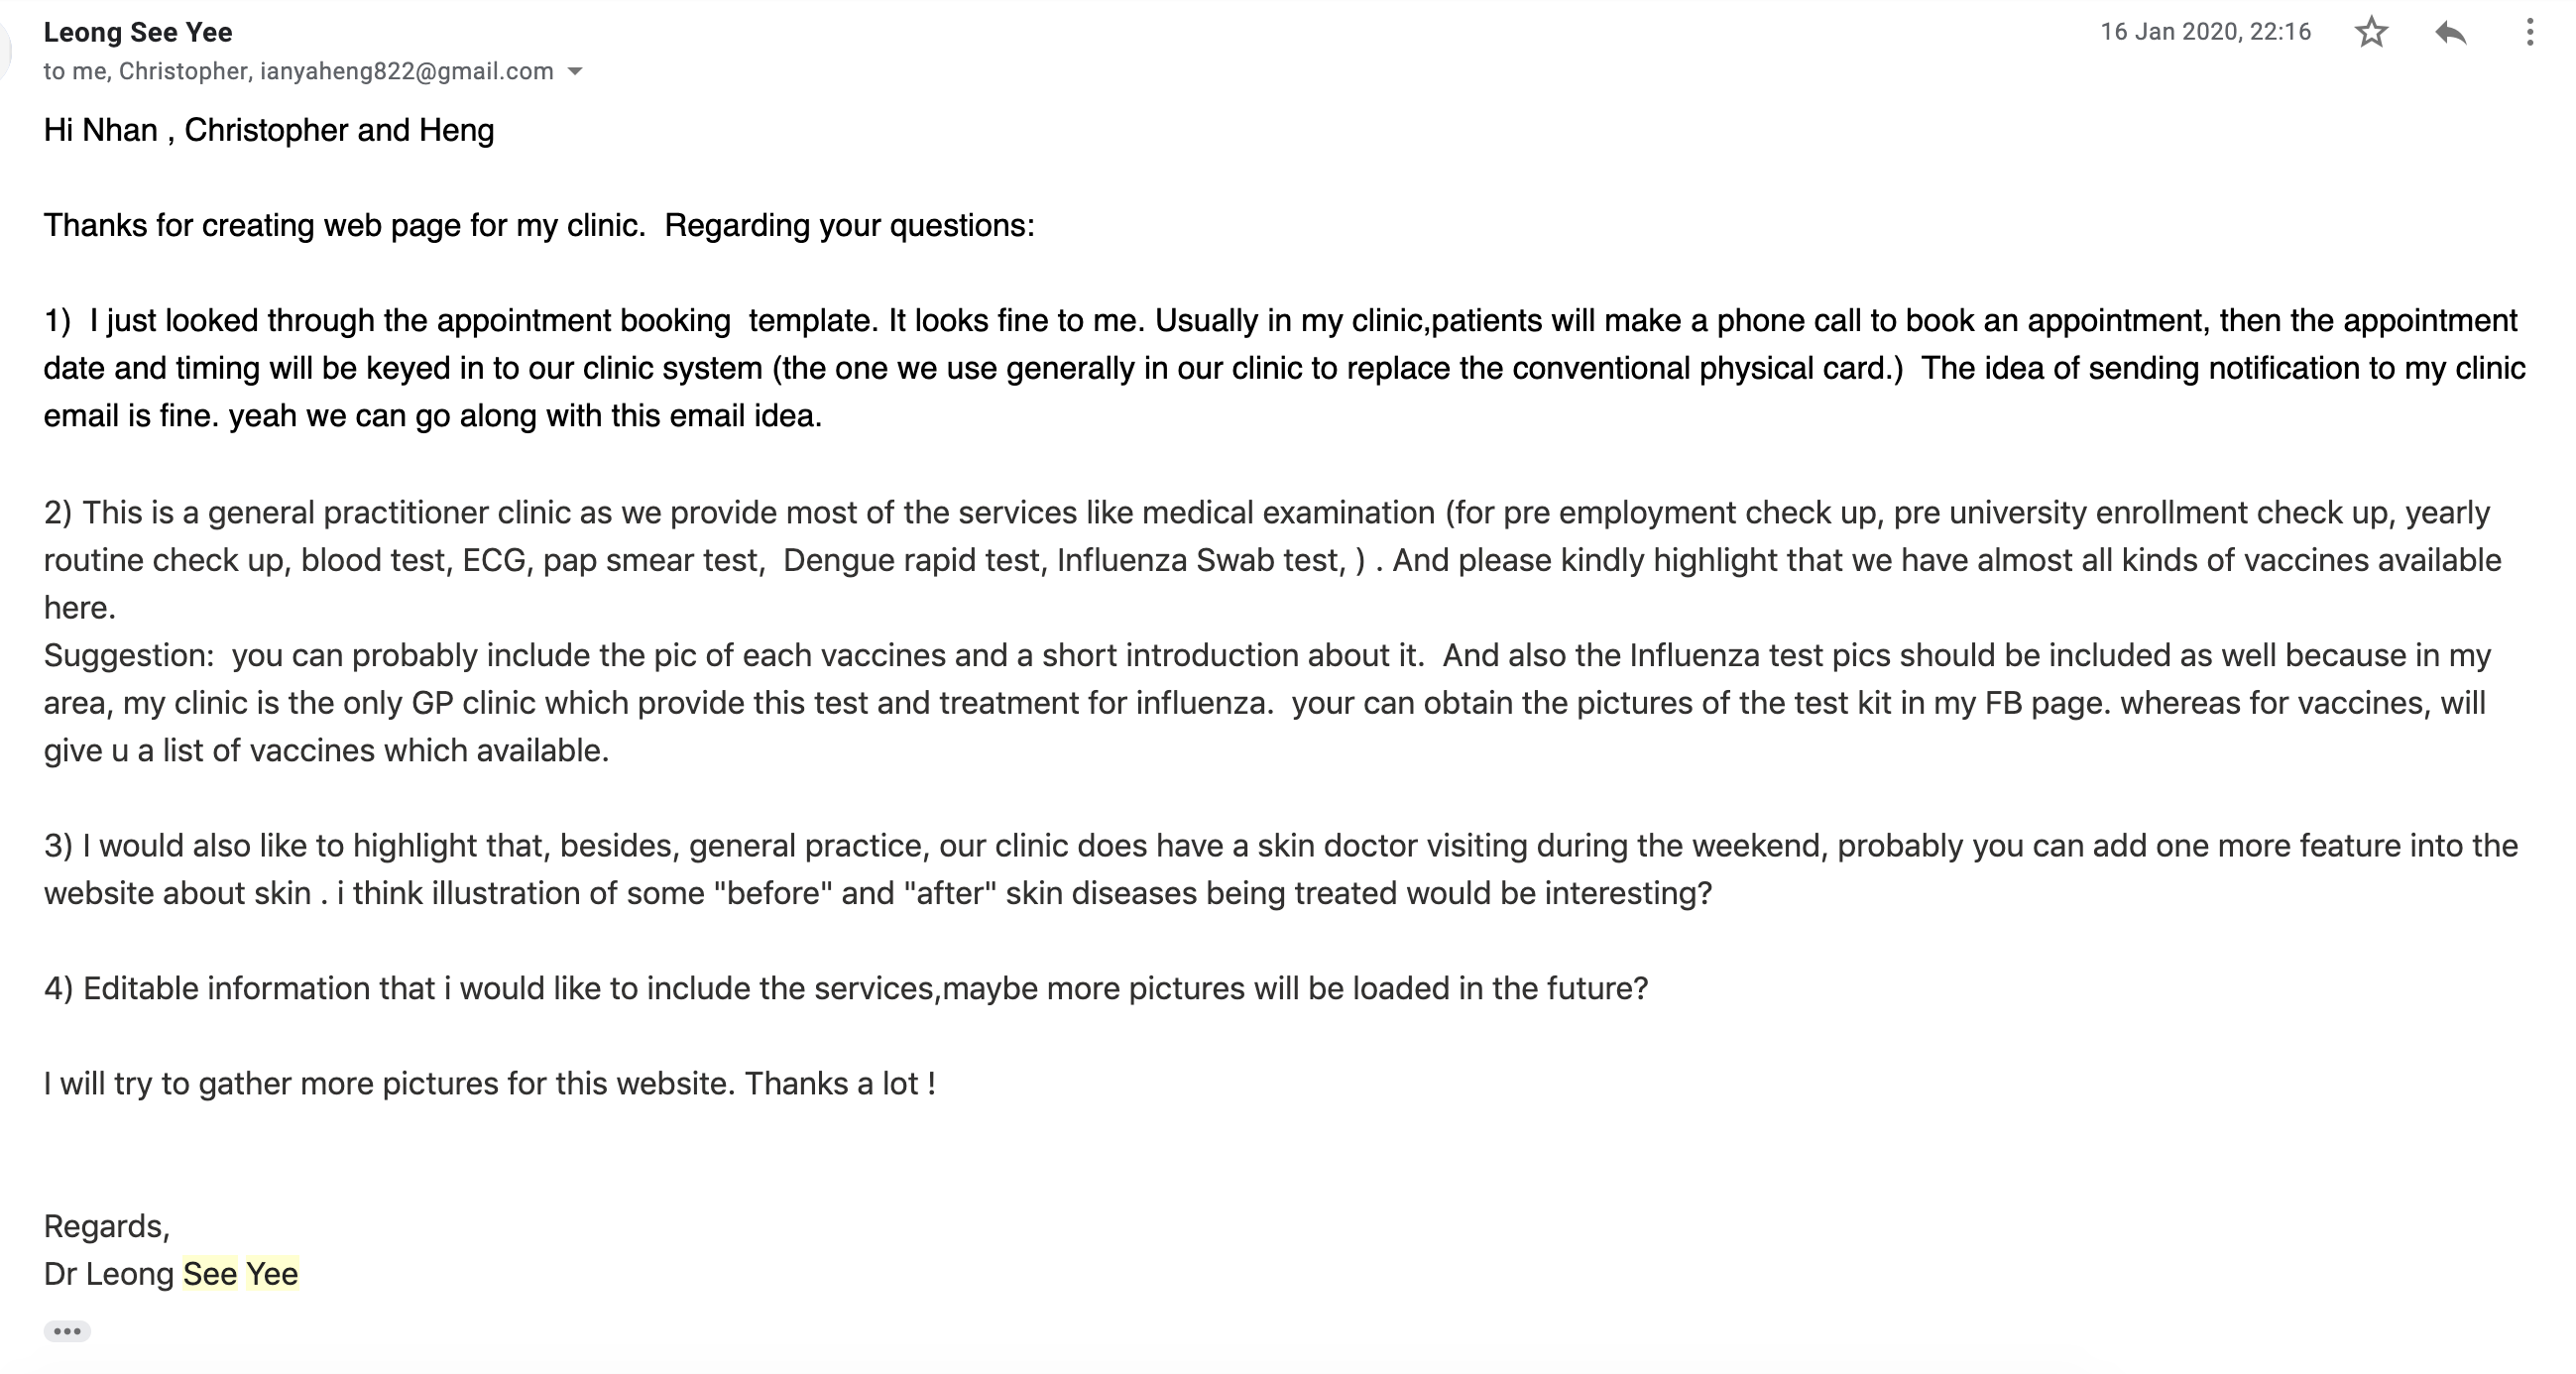 Leong See Yee
16 Jan 2020, 22:16
to me, Christopher, ianyaheng822@gmail.com
Hi Nhan , Christopher and Heng
Thanks for creating web page for my clinic.  Regarding your questions:
1)  I just looked through the appointment booking  template. It looks fine to me. Usually in my clinic,patients will make a phone call to book an appointment, then the appointment
date and timing will be keyed in to our clinic system (the one we use generally in our clinic to replace the conventional physical card.)  The idea of sending notification to my clinic
email is fine. yeah we can go along with this email idea.
2) This is a general practitioner clinic as we provide most of the services like medical examination (for pre employment check up, pre university enrollment check up, yearly
routine check up, blood test, ECG, pap smear test,  Dengue rapid test, Influenza Swab test, ) . And please kindly highlight that we have almost all kinds of vaccines available
here.
Suggestion:  you can probably include the pic of each vaccines and a short introduction about it.  And also the Influenza test pics should be included as well because in my
area, my clinic is the only GP clinic which provide this test and treatment for influenza.  your can obtain the pictures of the test kit in my FB page. whereas for vaccines, will
give u a list of vaccines which available.
3) I would also like to highlight that, besides, general practice, our clinic does have a skin doctor visiting during the weekend, probably you can add one more feature into the
website about skin . i think illustration of some "before" and "after" skin diseases being treated would be interesting?
4) Editable information that i would like to include the services,maybe more pictures will be loaded in the future?
I will try to gather more pictures for this website. Thanks a lot !
Regards,
Dr Leong See Yee